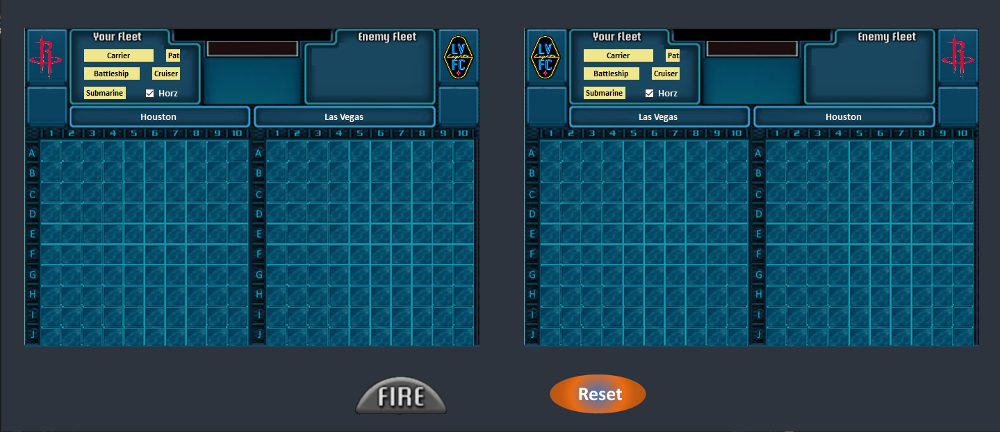 Your Fleet
Enemy Fleet
Carrier
Pat
Battleship
Cruiser
Submarine
Horz
LV
Lights
FC
Houston
Las Vegas
1 2 3 4 5 6 7 8 9 10
1 2 3 4 5 6 7 8 9 10
A
A
B
B
C
C
D
D
E
E
F
F
G
G
H
H
I
I
J
J
Your Fleet
Enemy Fleet
LV
Lights
FC
Carrier
Pat
Battleship
Cruiser
Submarine
Horz
Las Vegas
Houston
1 2 3 4 5 6 7 8 9 10
1 2 3 4 5 6 7 8 9 10
A
A
B
B
C
C
D
D
E
E
F
F
G
G
H
H
I
I
J
J
FIRE
Reset